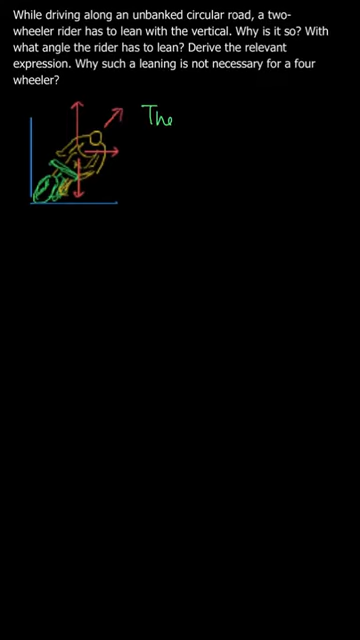 While driving along an unbanked circular road, a two-
wheeler rider has to lean with the vertical. Why is it so? With
what angle the rider has to lean? Derive the relevant
expression. Why such a leaning is not necessary for a four
wheeler?
The